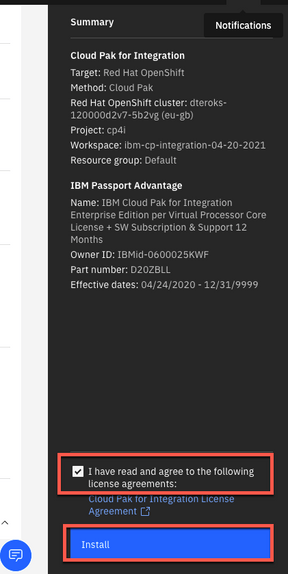 Summary
Notifications
Cloud Pak for Integration
Target: Red Hat OpenShift
Method: Cloud Pak
Red Hat OpenShift cluster: dteroks-
120000d2v7-5b2vg (eu-gb)
Project: cp4i
Workspace: ibm-cp-integration-04-20-2021
Resource group: Default
IBM Passport Advantage
Name: IBM Cloud Pak for Integration
Enterprise Edition per Virtual Processor Core
License + SW Subscription & Support 12
Months
Owner ID: IBMid-0600025KWF
Part number: D20ZBLL
Effective dates: 04/24/2020 - 12/31/9999
I have read and agree to the following
license agreements:
Cloud Pak for Integration License
Agreement
Install